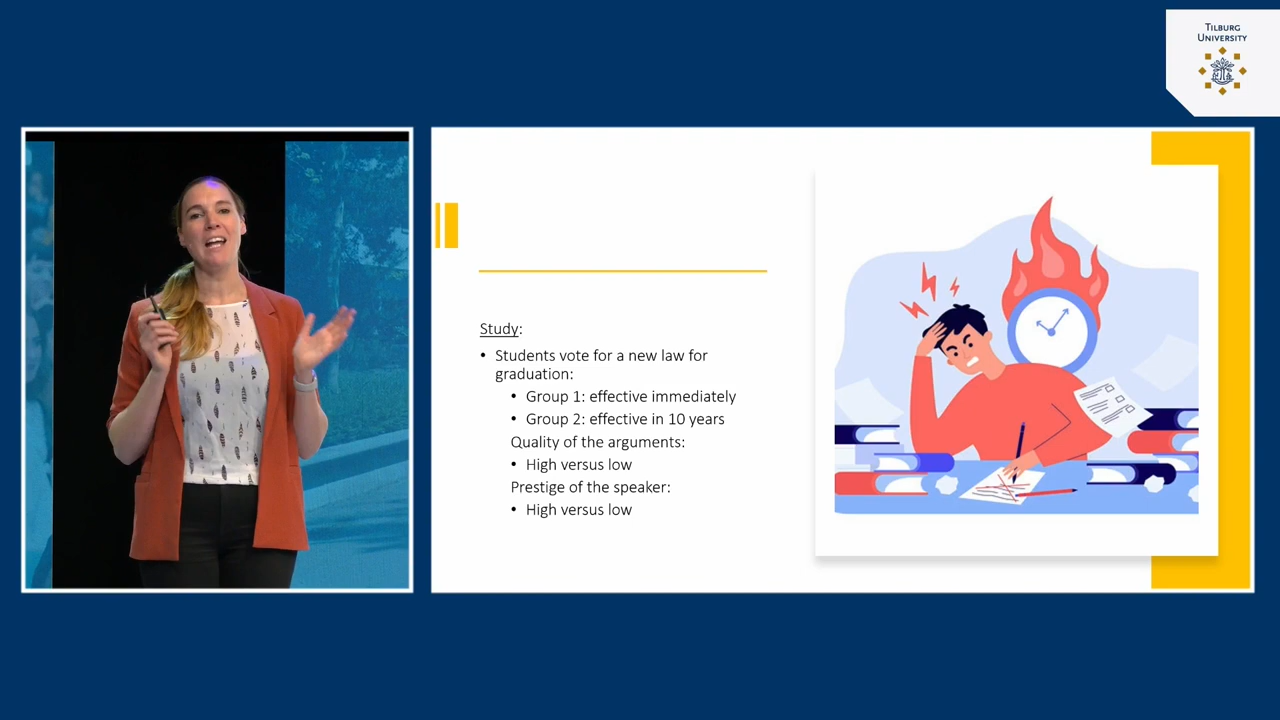 TILBURG
UNIVERSITY
Study:
• Students vote for a new law for
graduation:
• Group 1: effective immediately
• Group 2: effective in 10 years
Quality of the arguments:
• High versus low
Prestige of the speaker:
• High versus low